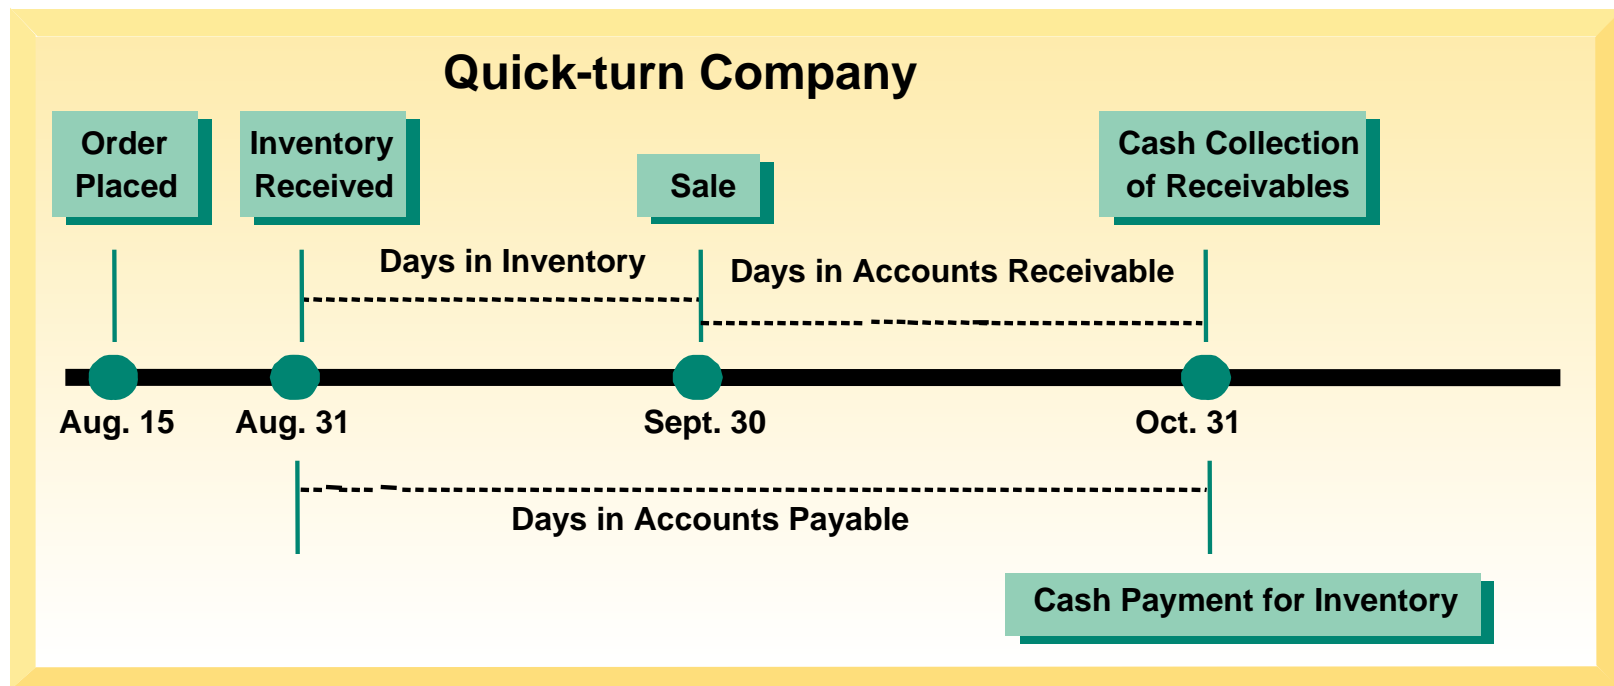 Quick-turn Company
Order
Placed
Inventory
Received
Sale
Cash Collection
of Receivables
Days in Inventory
Days in Accounts Receivable
Aug. 15
Aug. 31
Sept. 30
Oct. 31
Days in Accounts Payable
Cash Payment for Inventory